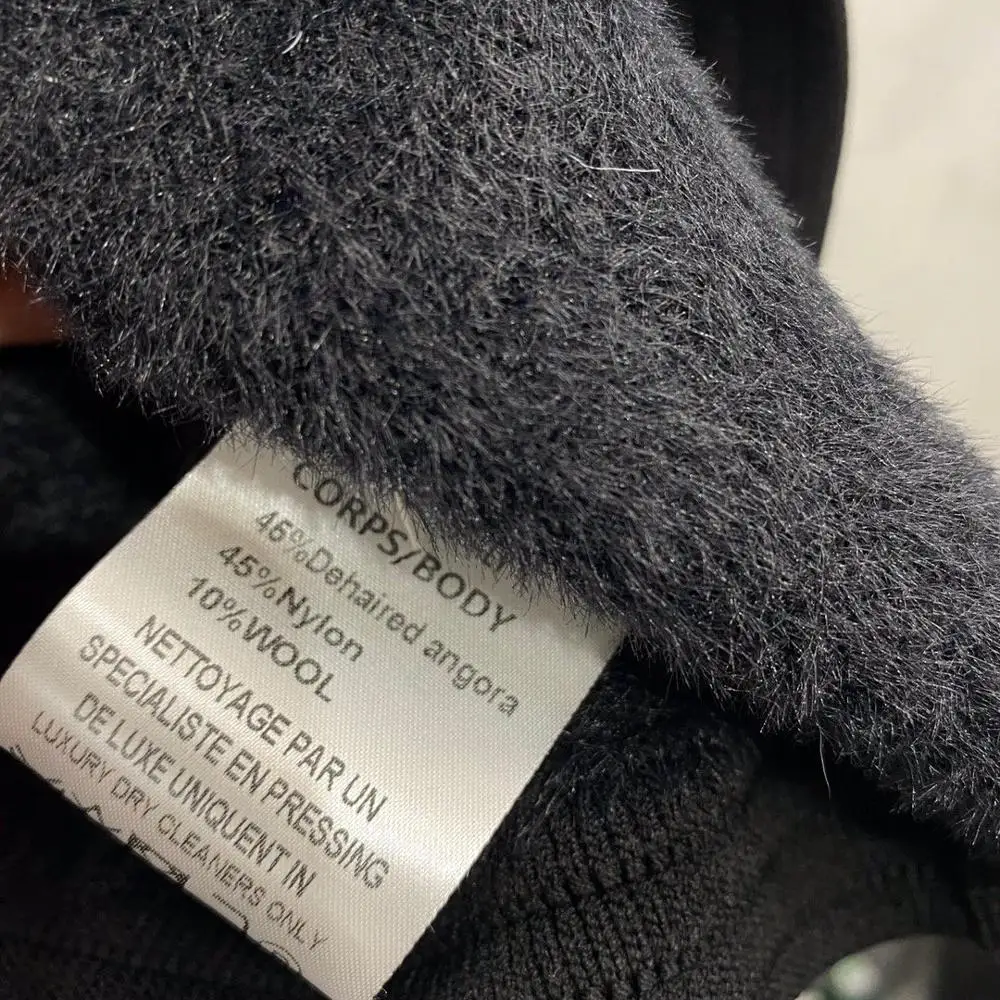 CORPS/BODY
45%Dehaired angora
45%Nylon
10%WOOL
NETTOYAGE PAR UN
SPECIALISTE EN PRESSING
DE LUXE UNIQUENT IN
LUXURY DRY CLEANERS ONLY